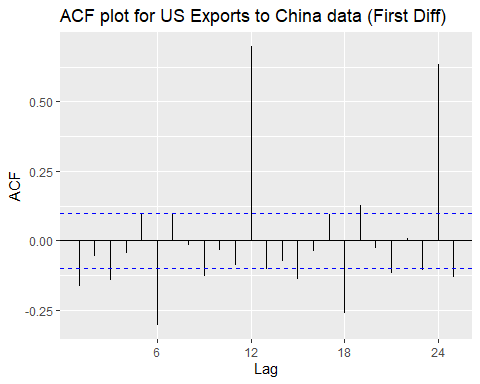 ACF plot for US Exports to China data (First Diff)
0.50
0.25
0.00
-0.25
ACF
6 12 18 24
Lag